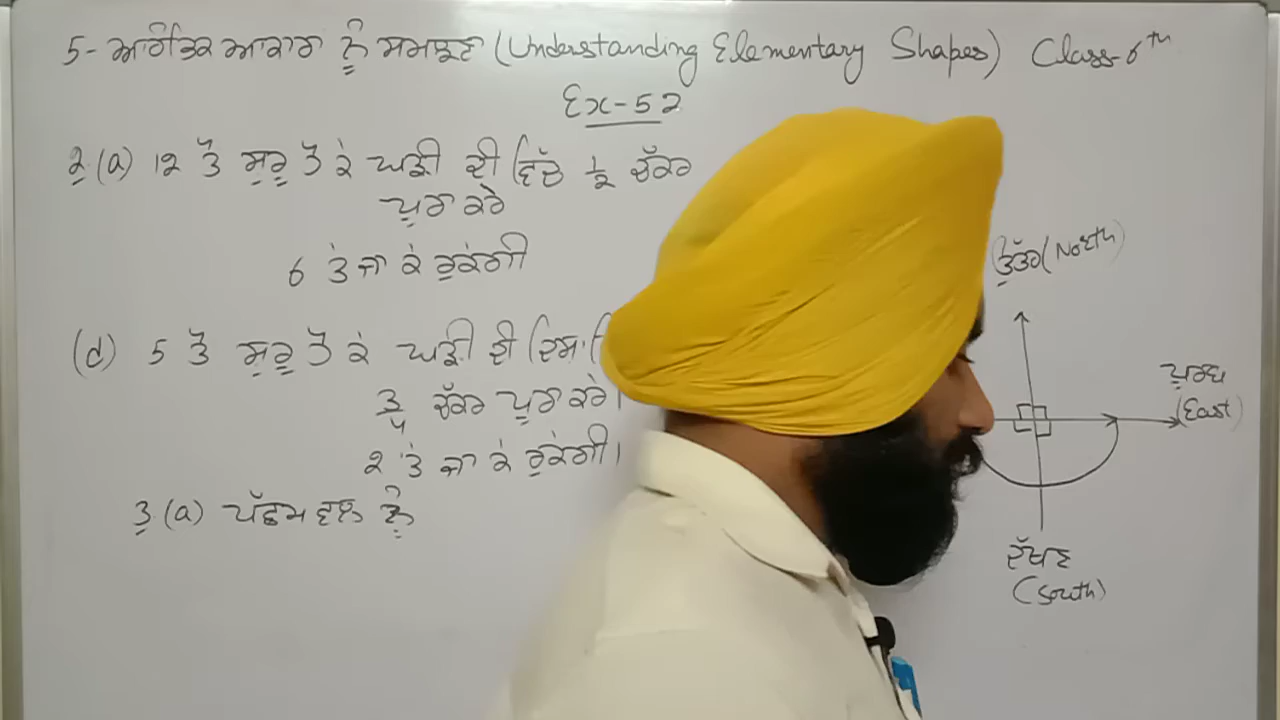 5- ਆਰੰਭਿਕ ਆਕਾਰਾਂ ਨੂੰ ਸਮਝਣਾ (Understanding Elementary Shapes) Class-6th
Ex-5.2
2.(a) 12 ਤੋਂ ਸ਼ੁਰੂ ਹੋ ਕੇ ਘੜੀ ਦੀ ਵਿੱਚ 1/2 ਚੱਕਰ
ਪੂਰਾ ਕਰੇ
6 ਤੇ ਜਾ ਕੇ ਰੁਕੇਗੀ
(d) 5 ਤੋਂ ਸ਼ੁਰੂ ਹੋ ਕੇ ਘੜੀ ਦੀ
3/4 ਚੱਕਰ ਪੂਰਾ ਕਰੇ।
2 ਤੇ ਜਾ ਕੇ ਰੁਕੇਗੀ।
3.(a) ਪੱਛਮ ਵੱਲ ਨੂੰ
ਉੱਤਰ (North)
ਪੂਰਬ
(East)
ਦੱਖਣ
(South)